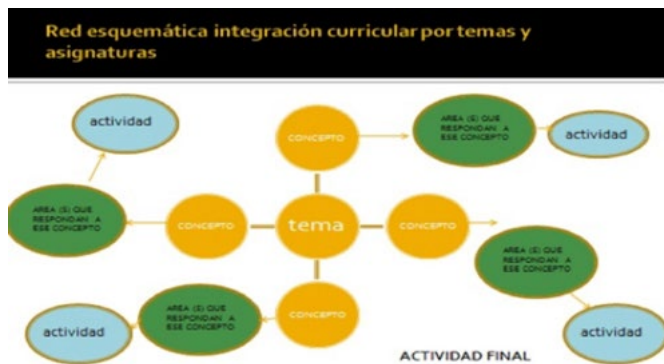 Red esquemática integración curricular por temas y
asignaturas
actividad
CONCEPTO
AREA (S) QUE
RESPONDAN A
ESE CONCEPTO
actividad
AREA (S) QUE
RESPONDAN A
ESE CONCEPTO
CONCEPTO
tema
CONCEPTO
AREA (S) QUE
RESPONDAN A
ESE CONCEPTO
actividad
AREA (S) QUE
RESPONDAN A
ESE CONCEPTO
CONCEPTO
actividad
ACTIVIDAD FINAL